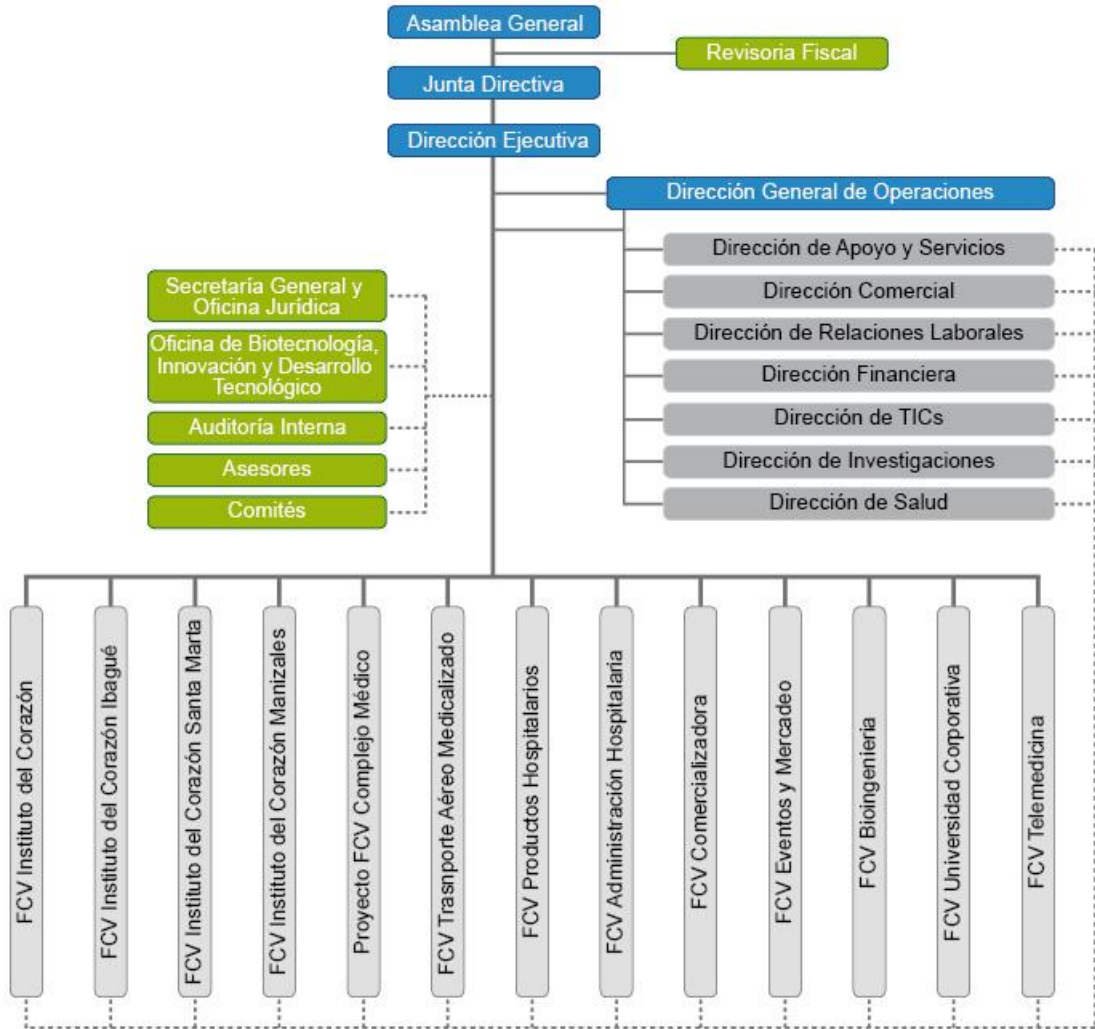 Asamblea General
Revisoria Fiscal
Junta Directiva
Dirección Ejecutiva
Dirección General de Operaciones
Dirección de Apoyo y Servicios
Dirección Comercial
Dirección de Relaciones Laborales
Dirección Financiera
Dirección de TICs
Dirección de Investigaciones
Dirección de Salud
Secretaría General y
Oficina Jurídica
Oficina de Biotecnología,
Innovación y Desarrollo
Tecnológico
Auditoría Interna
Asesores
Comités
FCV Instituto del Corazón
FCV Instituto del Corazón Ibagué
FCV Instituto del Corazón Santa Marta
FCV Instituto del Corazón Manizales
Proyecto FCV Complejo Médico
FCV Trasnporte Aéreo Medicalizado
FCV Productos Hospitalarios
FCV Administración Hospitalaria
FCV Comercializadora
FCV Eventos y Mercadeo
FCV Bioingenieria
FCV Universidad Corporativa
FCV Telemedicina